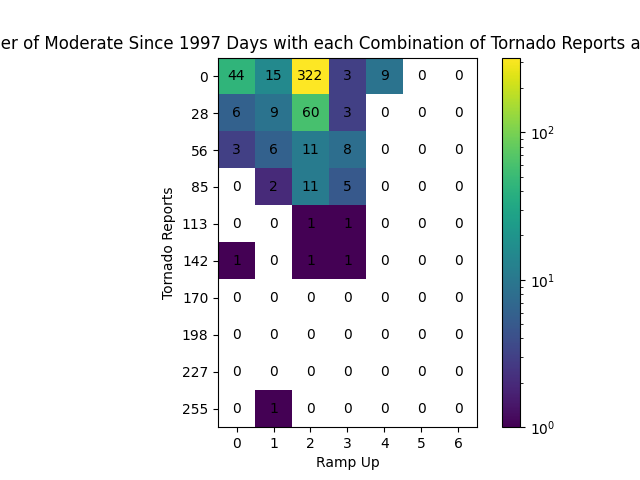 er of Moderate Since 1997 Days with each Combination of Tornado Reports a
0 44 15 322 3 9 0 0
28 6 9 60 3 0 0 0
56 3 6 11 8 0 0 0
85 0 2 11 5 0 0 0
113 0 0 1 1 0 0 0
142 1 0 1 1 0 0 0
170 0 0 0 0 0 0 0
198 0 0 0 0 0 0 0
227 0 0 0 0 0 0 0
255 0 1 0 0 0 0 0
0 1 2 3 4 5 6
Ramp Up
Tornado Reports
10²
10¹
10⁰